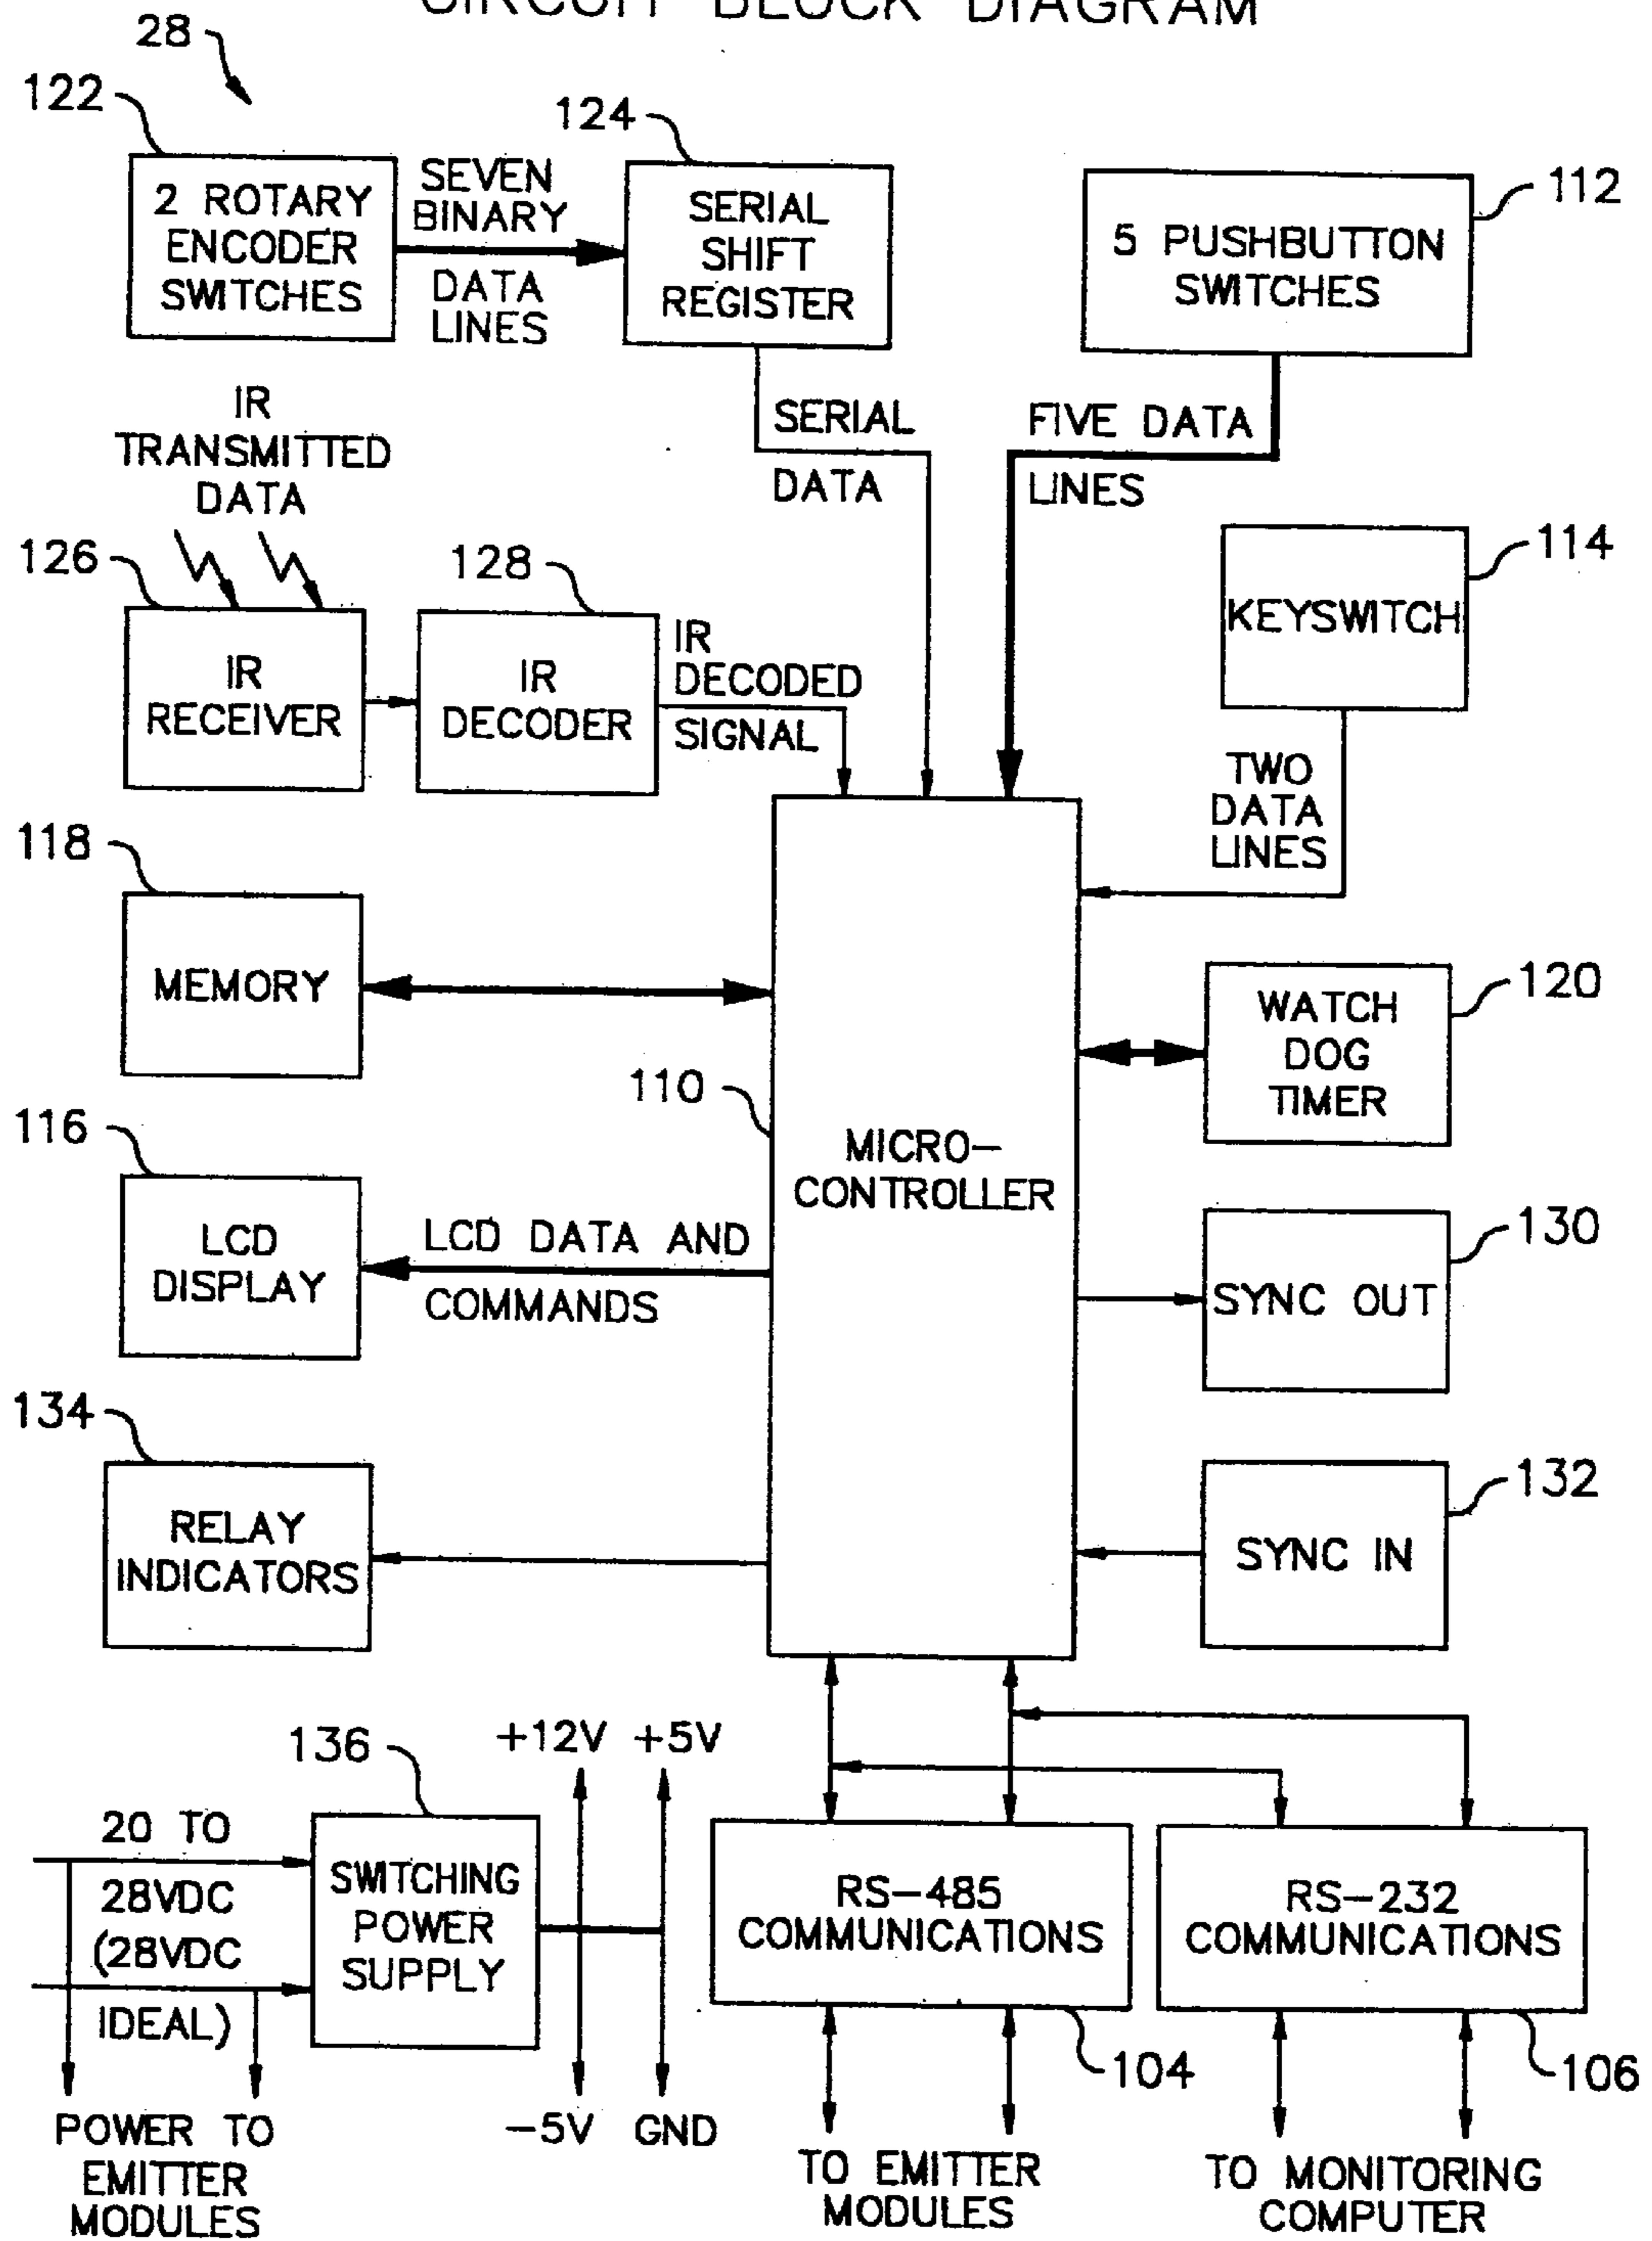 CIRCUIT BLOCK DIAGRAM
28
122
2 ROTARY
ENCODER
SWITCHES
SEVEN
BINARY
DATA
LINES
124
SERIAL
SHIFT
REGISTER
112
5 PUSHBUTTON
SWITCHES
SERIAL
DATA
FIVE DATA
LINES
IR
TRANSMITTED
DATA
126
IR
RECEIVER
128
IR
DECODER
IR
DECODED
SIGNAL
114
KEYSWITCH
TWO
DATA
LINES
118
MEMORY
110
MICRO-
CONTROLLER
120
WATCH
DOG
TIMER
116
LCD
DISPLAY
LCD DATA AND
COMMANDS
130
SYNC OUT
134
RELAY
INDICATORS
132
SYNC IN
136
+12V +5V
20 TO
28VDC
(28VDC
IDEAL)
SWITCHING
POWER
SUPPLY
-5V GND
POWER TO
EMITTER
MODULES
RS-485
COMMUNICATIONS
104
TO EMITTER
MODULES
RS-232
COMMUNICATIONS
106
TO MONITORING
COMPUTER